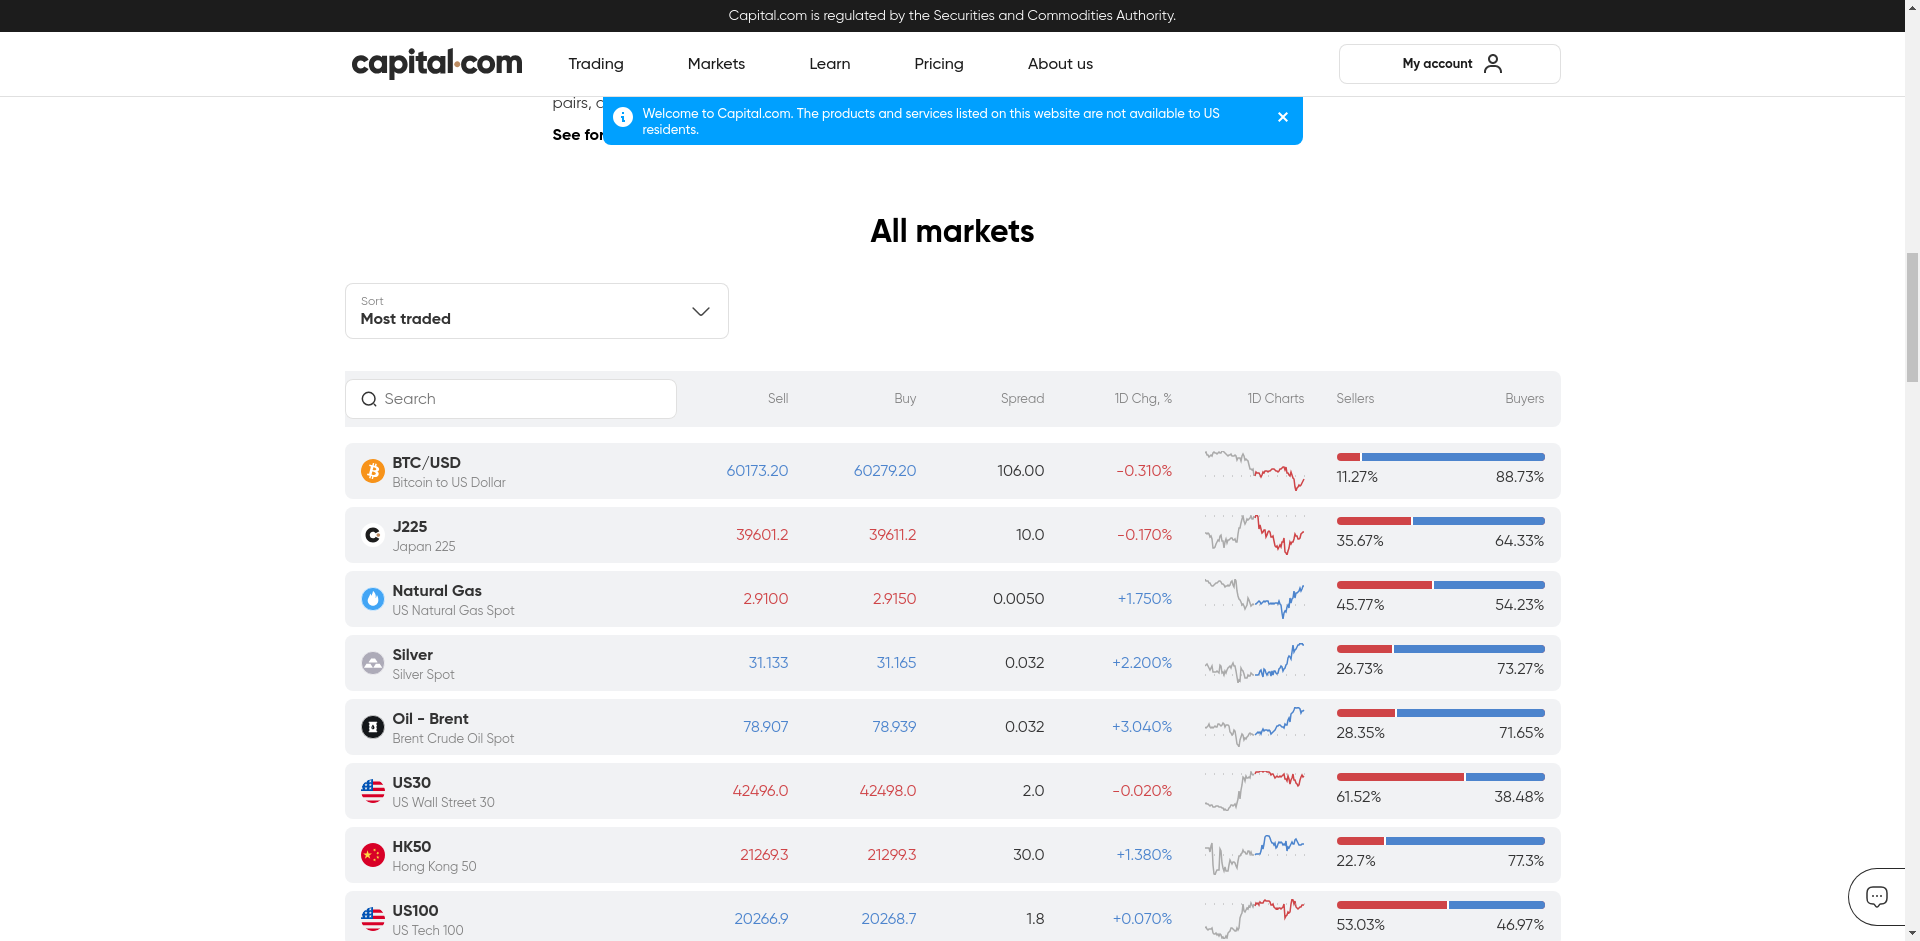 Capital.com is regulated by the Securities and Commodities Authority.
capital.com
Trading
Markets
Learn
Pricing
About us
My account
pairs,
Welcome to Capital.com. The products and services listed on this website are not available to US
residents.
See for
All markets
Sort
Most traded
Search
Sell
Buy
Spread
1D Chg, %
1D Charts
Sellers
Buyers
BTC/USD
Bitcoin to US Dollar
60173.20
60279.20
106.00
-0.310%
11.27%
88.73%
J225
Japan 225
39601.2
39611.2
10.0
-0.170%
35.67%
64.33%
Natural Gas
US Natural Gas Spot
2.9100
2.9150
0.0050
+1.750%
45.77%
54.23%
Silver
Silver Spot
31.133
31.165
0.032
+2.200%
26.73%
73.27%
Oil - Brent
Brent Crude Oil Spot
78.907
78.939
0.032
+3.040%
28.35%
71.65%
US30
US Wall Street 30
42496.0
42498.0
2.0
-0.020%
61.52%
38.48%
HK50
Hong Kong 50
21269.3
21299.3
30.0
+1.380%
22.7%
77.3%
US100
US Tech 100
20266.9
20268.7
1.8
+0.070%
53.03%
46.97%